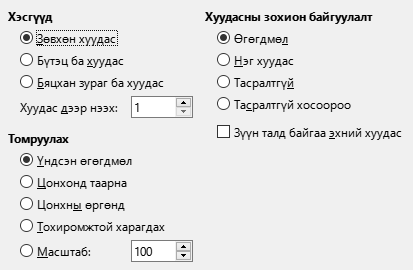 Хэсгүүд
Зөвхөн хуудас
Бүтэц ба хуудас
Бяцхан зураг ба хуудас
Хуудас дээр нээх: 1
Томруулах
Үндсэн өгөгдмөл
Цонхонд таарна
Цонхны өргөнд
Тохиромжтой харагдах
Масштаб: 100
Хуудасны зохион байгуулалт
Өгөгдмөл
Нэг хуудас
Тасралтгүй
Тасралтгүй хосоороо
Зүүн талд байгаа эхний хуудас